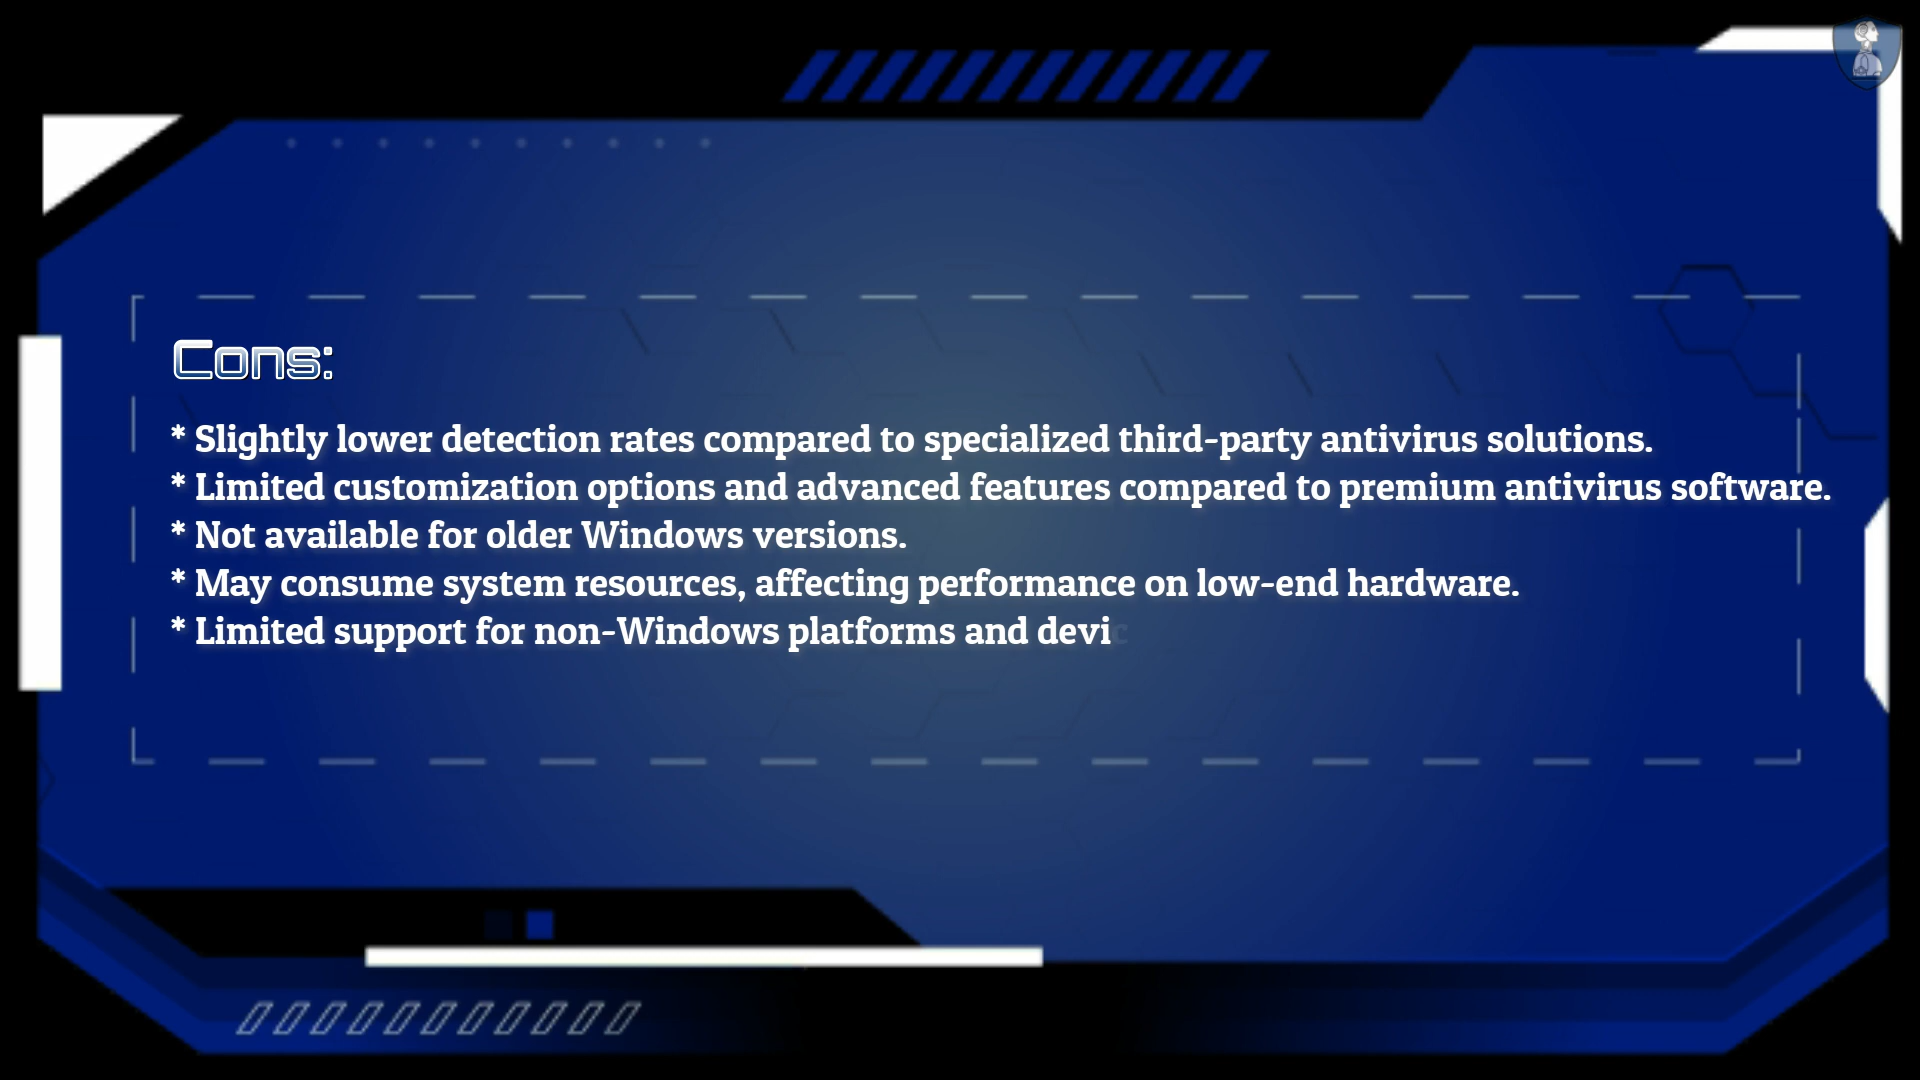 Cons:
* Slightly lower detection rates compared to specialized third-party antivirus solutions.
* Limited customization options and advanced features compared to premium antivirus software.
* Not available for older Windows versions.
* May consume system resources, affecting performance on low-end hardware.
* Limited support for non-Windows platforms and devic